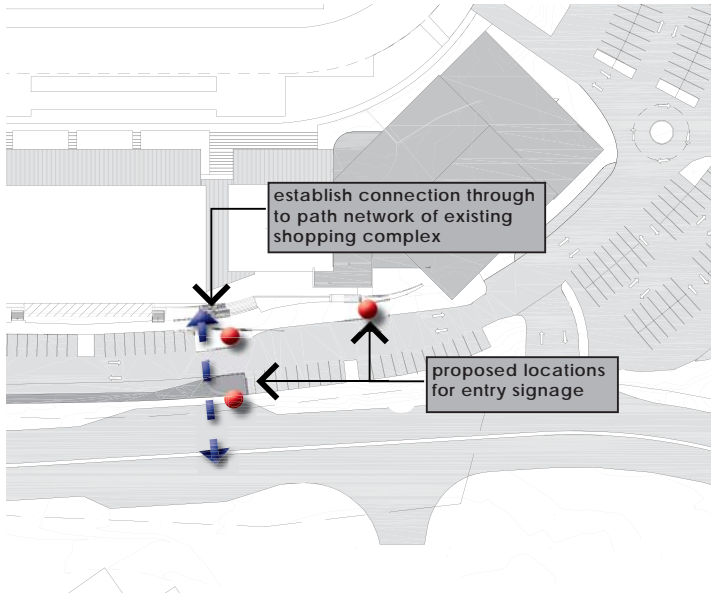 establish connection through
to path network of existing
shopping complex
proposed locations
for entry signage